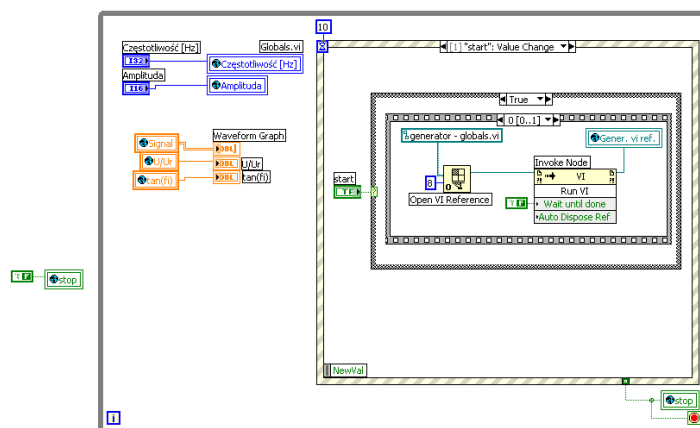 10
Częstotliwość [Hz]
Globals.vi
[1] "start": Value Change
I32
Częstotliwość [Hz]
Amplituda
I16
Amplituda
True
0 [0..1]
Signal
Waveform Graph
DBL
generator - globals.vi
Gener. vi ref.
U/Ur
DBL
U/Ur
tan(fi)
DBL
tan(fi)
start
TF
?
8
Open VI Reference
Invoke Node
VI
Run VI
TF
Wait until done
Auto Dispose Ref
TF
stop
NewVal
stop
i